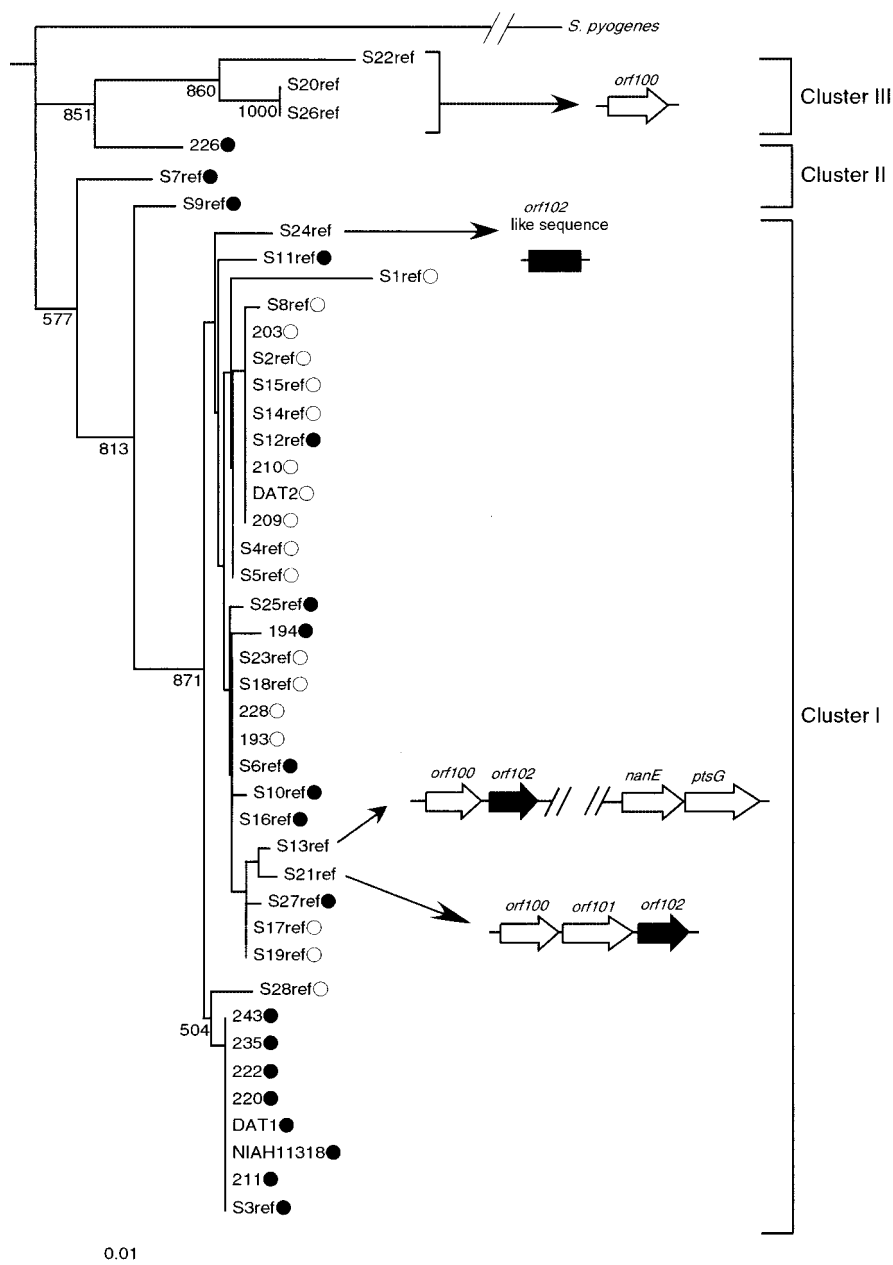 S. pyogenes
S22ref
860
S20ref
orf100
Cluster III
1000
S26ref
851
226
Cluster II
S7ref
S9ref
orf102
like sequence
S24ref
S11ref
S1ref
S8ref
577
203
S2ref
S15ref
S14ref
S12ref
813
210
DAT2
209
S4ref
S5ref
S25ref
194
S23ref
871
S18ref
228
Cluster I
193
S6ref
orf100 orf102 nanE ptsG
S10ref
S16ref
S13ref
S21ref
S27ref
orf100 orf101 orf102
S17ref
S19ref
S28ref
243
504
235
222
220
DAT1
NIAH11318
211
S3ref
0.01